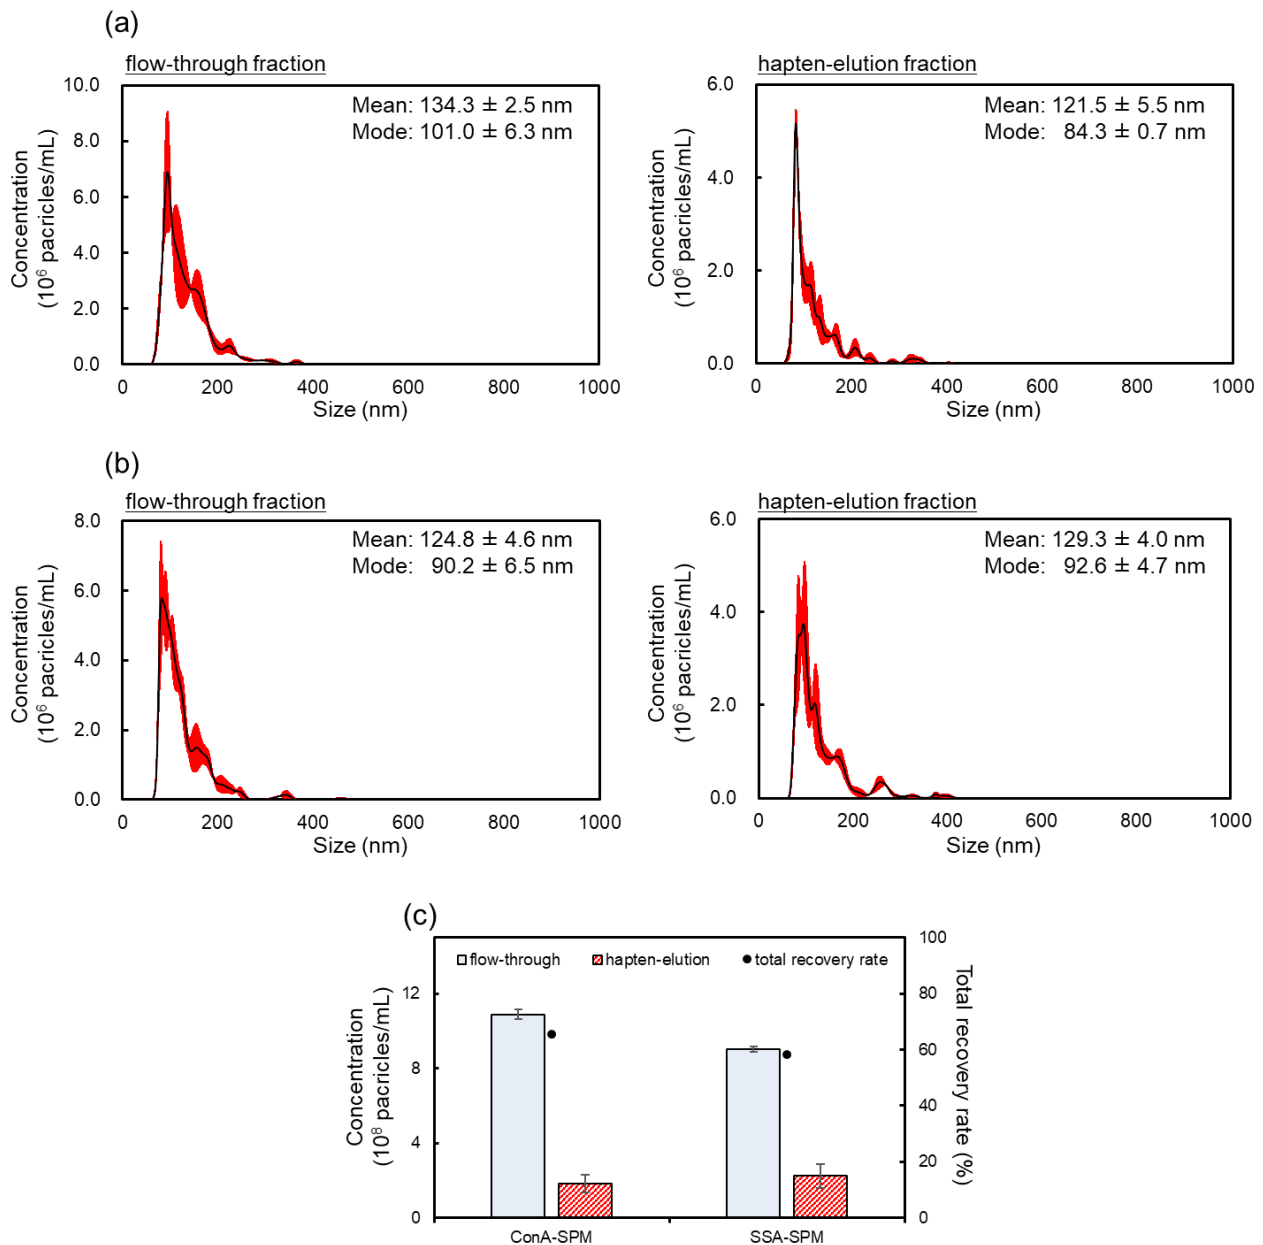 (a)
flow-through fraction
Mean: 134.3 ± 2.5 nm
Mode: 101.0 ± 6.3 nm
Concentration
(10⁶ pacricles/mL)
10.0
8.0
6.0
4.0
2.0
0.0
0 200 400 600 800 1000
Size (nm)
hapten-elution fraction
Mean: 121.5 ± 5.5 nm
Mode: 84.3 ± 0.7 nm
Concentration
(10⁶ pacricles/mL)
6.0
4.0
2.0
0.0
0 200 400 600 800 1000
Size (nm)
(b)
flow-through fraction
Mean: 124.8 ± 4.6 nm
Mode: 90.2 ± 6.5 nm
Concentration
(10⁶ pacricles/mL)
8.0
6.0
4.0
2.0
0.0
0 200 400 600 800 1000
Size (nm)
hapten-elution fraction
Mean: 129.3 ± 4.0 nm
Mode: 92.6 ± 4.7 nm
Concentration
(10⁶ pacricles/mL)
6.0
4.0
2.0
0.0
0 200 400 600 800 1000
Size (nm)
(c)
flow-through hapten-elution total recovery rate
Concentration
(10⁸ pacricles/mL)
12
8
4
0
100
80
60
40
20
0
Total recovery rate (%)
ConA-SPM SSA-SPM